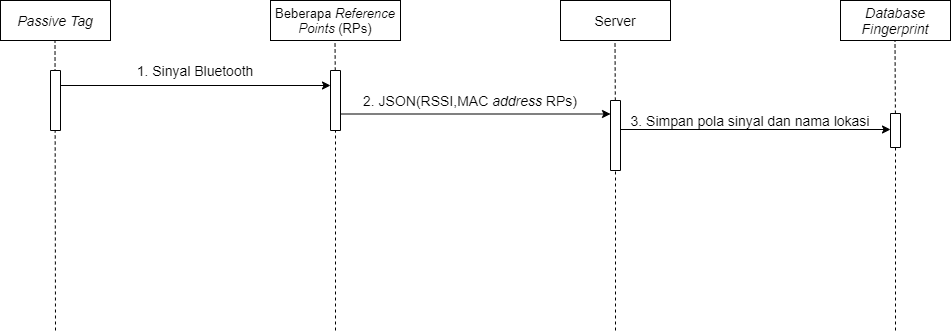 Passive Tag
Beberapa Reference
Points (RPs)
Server
Database
Fingerprint
1. Sinyal Bluetooth
2. JSON(RSSI,MAC address RPs)
3. Simpan pola sinyal dan nama lokasi